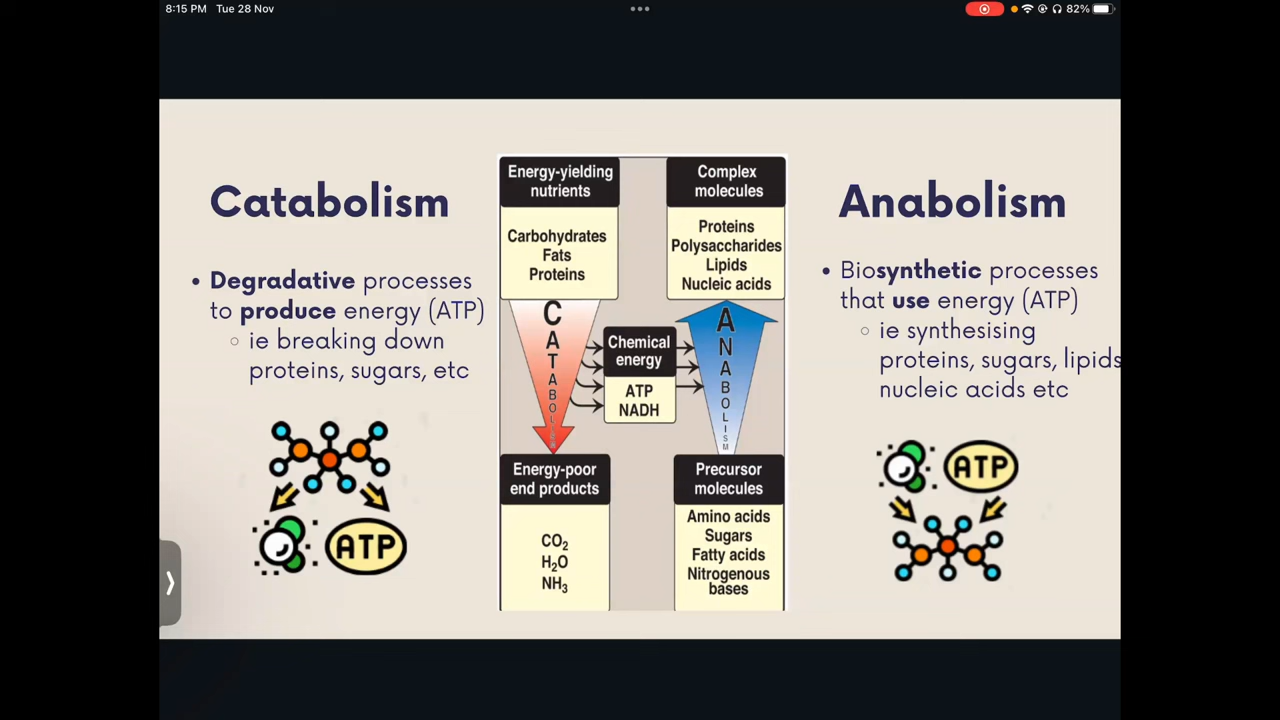 8:15 PM Tue 28 Nov
82%
Catabolism
• Degradative processes
to produce energy (ATP)
◦ ie breaking down
proteins, sugars, etc
ATP
Energy-yielding
nutrients
Carbohydrates
Fats
Proteins
CATABOLISM
Energy-poor
end products
CO₂
H₂O
NH₃
Chemical
energy
ATP
NADH
Complex
molecules
Proteins
Polysaccharides
Lipids
Nucleic acids
ANABOLISM
Precursor
molecules
Amino acids
Sugars
Fatty acids
Nitrogenous
bases
Anabolism
• Biosynthetic processes
that use energy (ATP)
◦ ie synthesising
proteins, sugars, lipids
nucleic acids etc
ATP